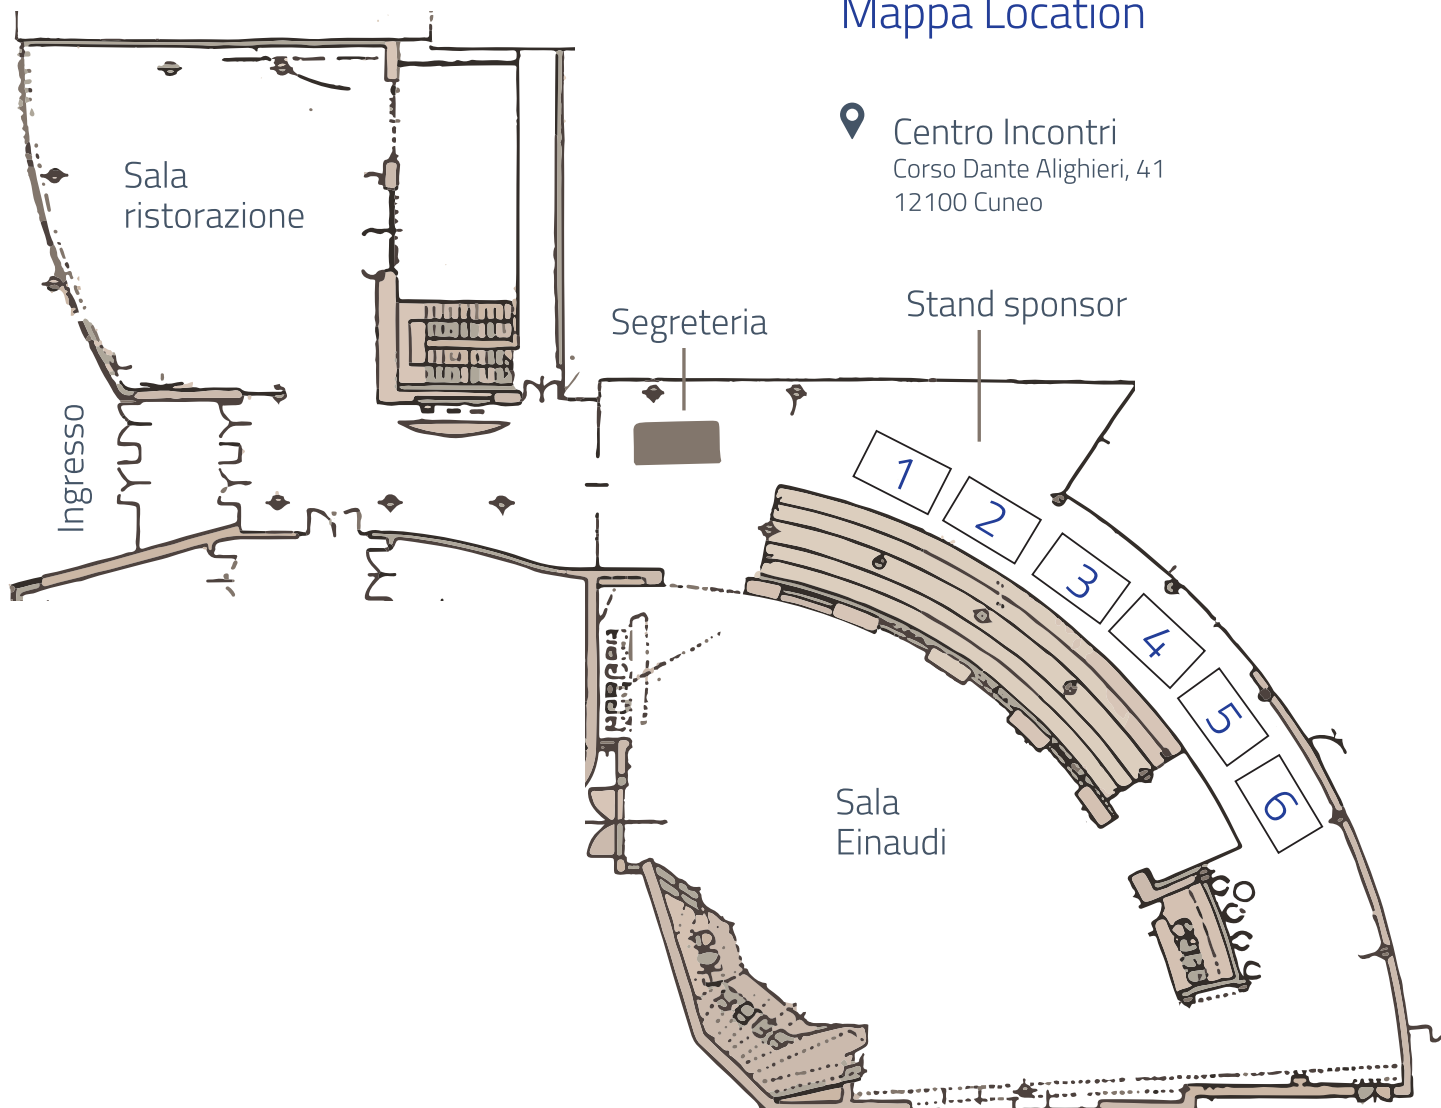 Mappa Location
Centro Incontri
Corso Dante Alighieri, 41
12100 Cuneo
Sala
ristorazione
Segreteria
Stand sponsor
Ingresso
1
2
3
4
5
6
Sala
Einaudi